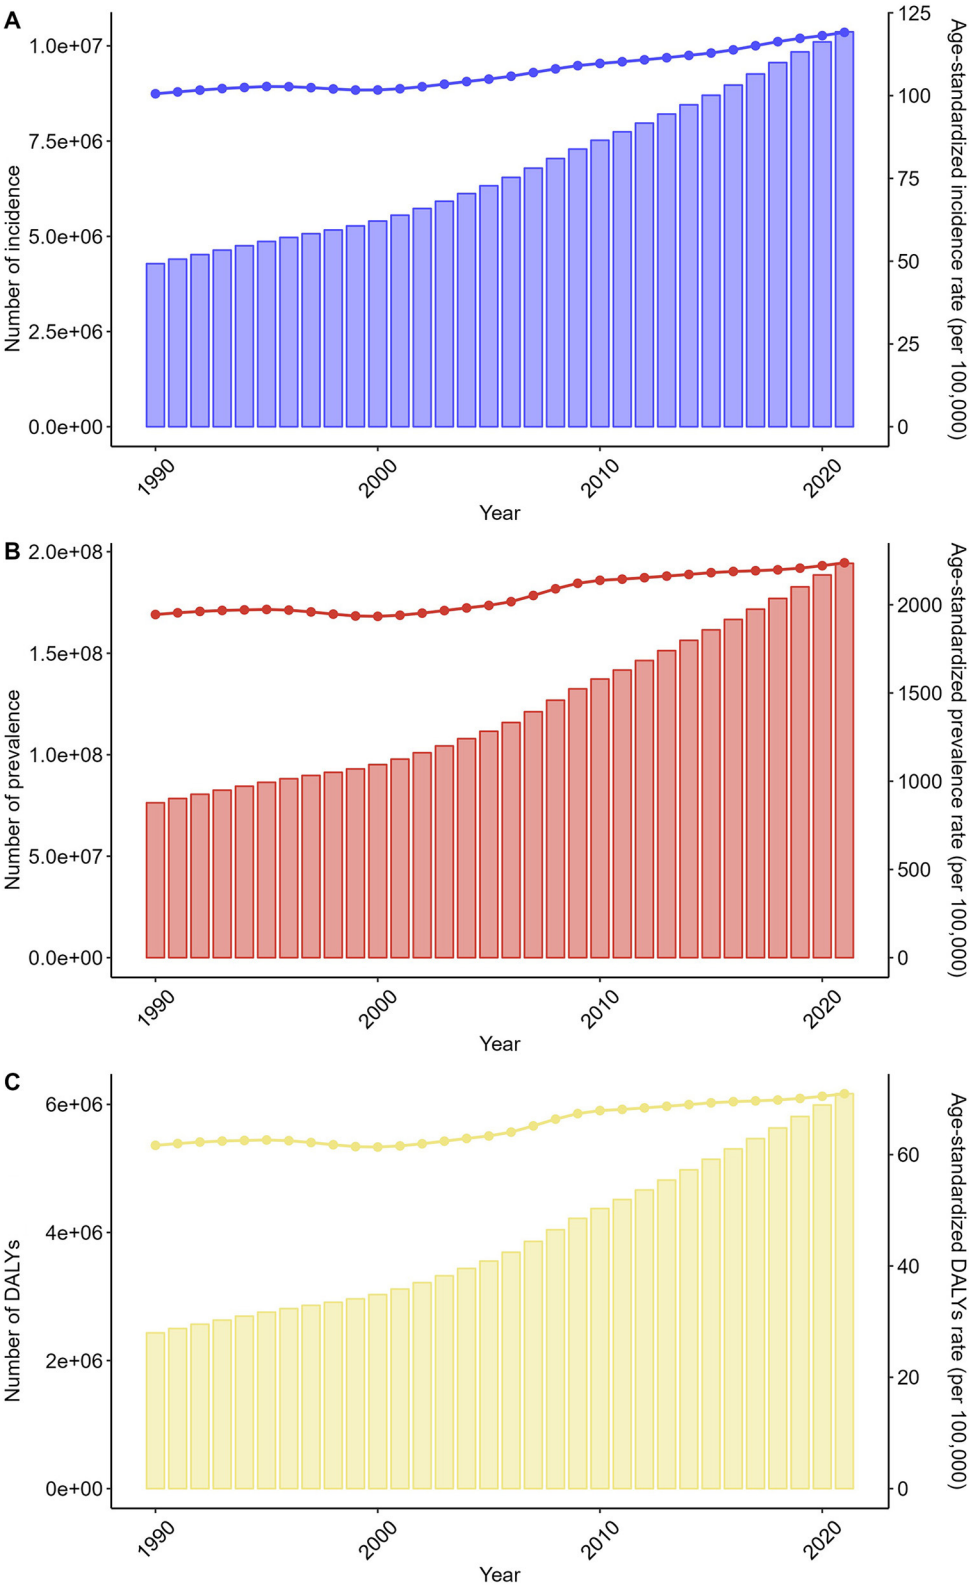 A
1.0e+07
7.5e+06
5.0e+06
2.5e+06
0.0e+00
Number of incidence
125
100
75
50
25
0
Age-standardized incidence rate (per 100,000)
1990
2000
2010
2020
Year
B
2.0e+08
1.5e+08
1.0e+08
5.0e+07
0.0e+00
Number of prevalence
2000
1500
1000
500
0
Age-standardized prevalence rate (per 100,000)
1990
2000
2010
2020
Year
C
6e+06
4e+06
2e+06
0e+00
Number of DALYs
60
40
20
0
Age-standardized DALYs rate (per 100,000)
1990
2000
2010
2020
Year